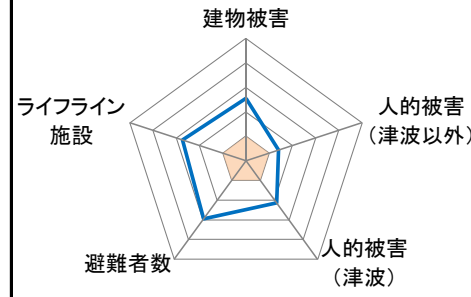 建物被害
ライフライン
施設
人的被害
（津波以外）
避難者数
人的被害
（津波）